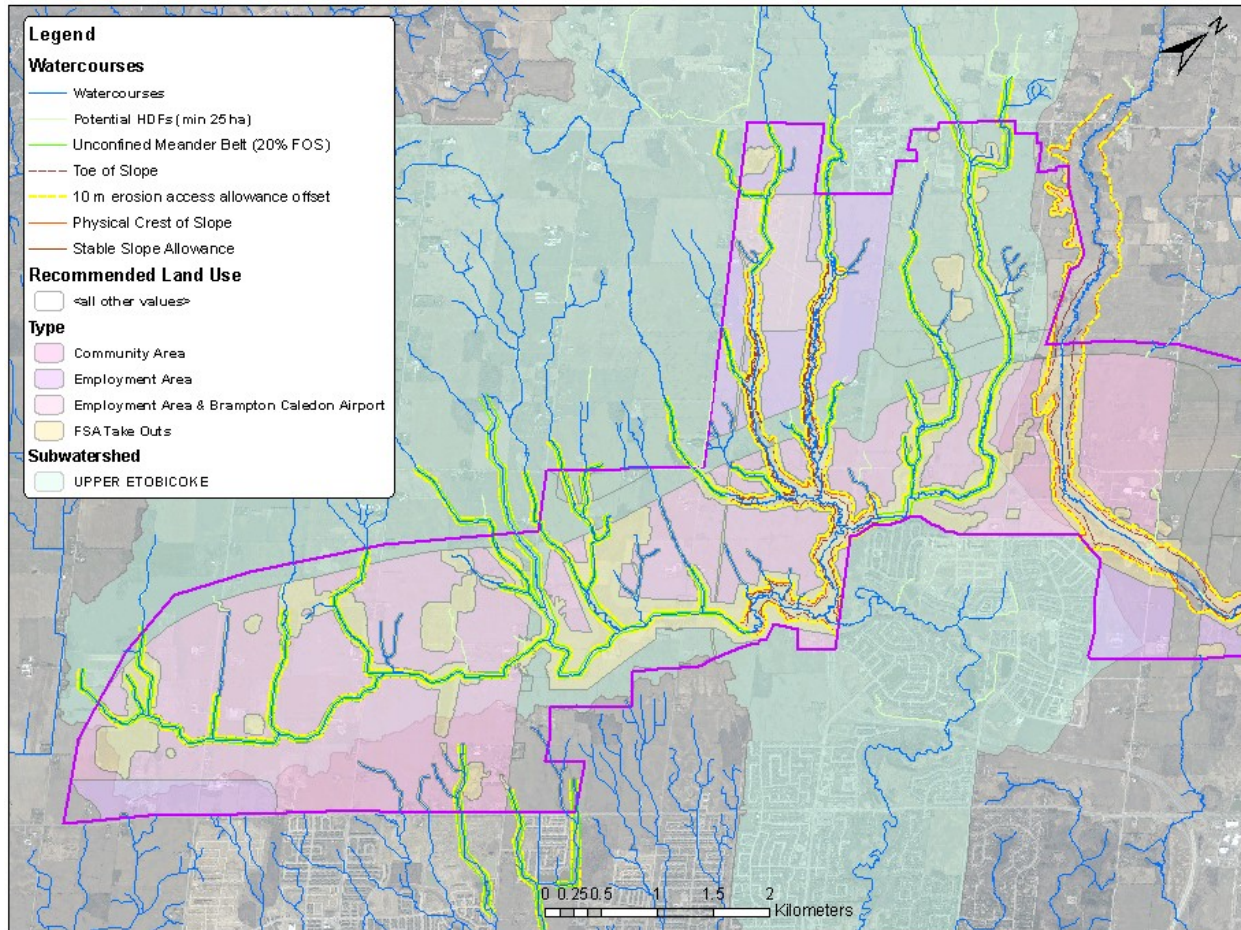 Legend
Watercourses
Watercourses
Potential HDFs (min 25 ha)
Unconfined Meander Belt (20% FOS)
Toe of Slope
10 m erosion access allowance offset
Physical Crest of Slope
Stable Slope Allowance
Recommended Land Use
<all other values>
Type
Community Area
Employment Area
Employment Area & Brampton Caledon Airport
FSA Take Outs
Subwatershed
UPPER ETOBICOKE
N
0 0.25 0.5 1 1.5 2
Kilometers